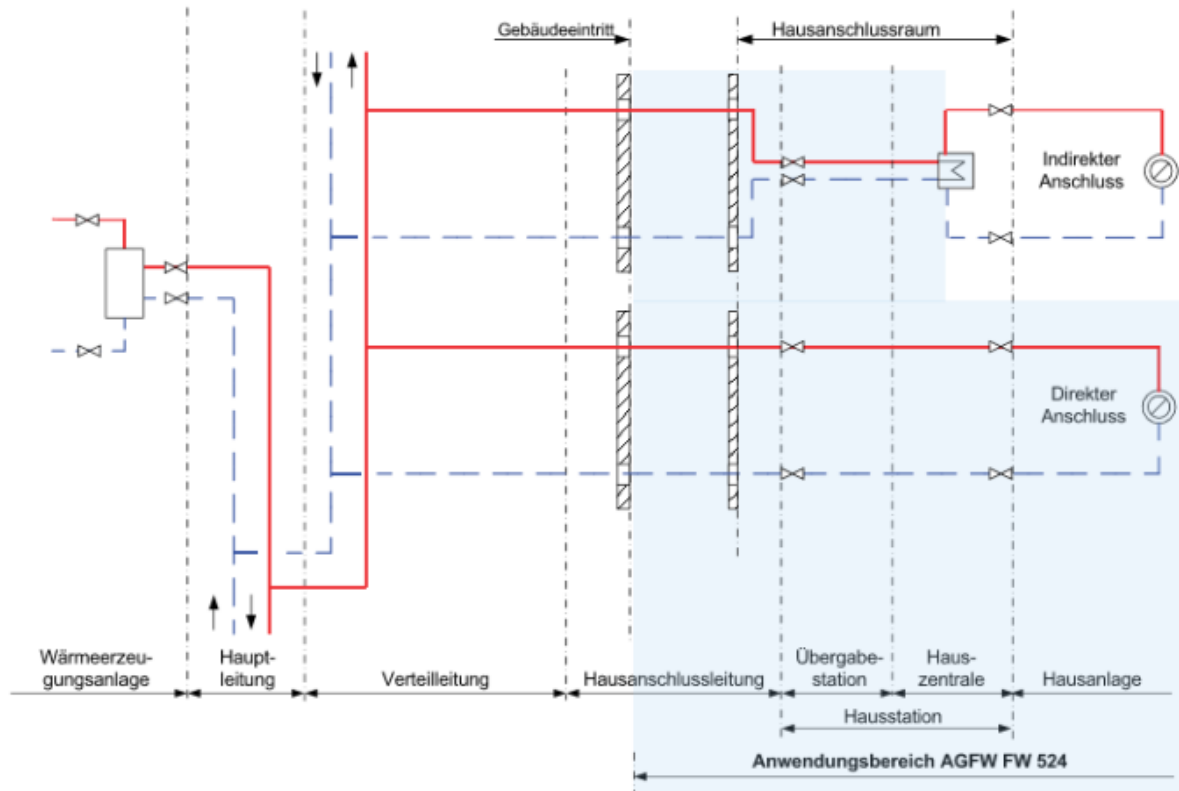 Gebäudeeintritt
Hausanschlussraum
Indirekter
Anschluss
Direkter
Anschluss
Wärmeerzeu-
gungsanlage
Haupt-
leitung
Verteilleitung
Hausanschlussleitung
Übergabe-
station
Haus-
zentrale
Hausanlage
Hausstation
Anwendungsbereich AGFW FW 524